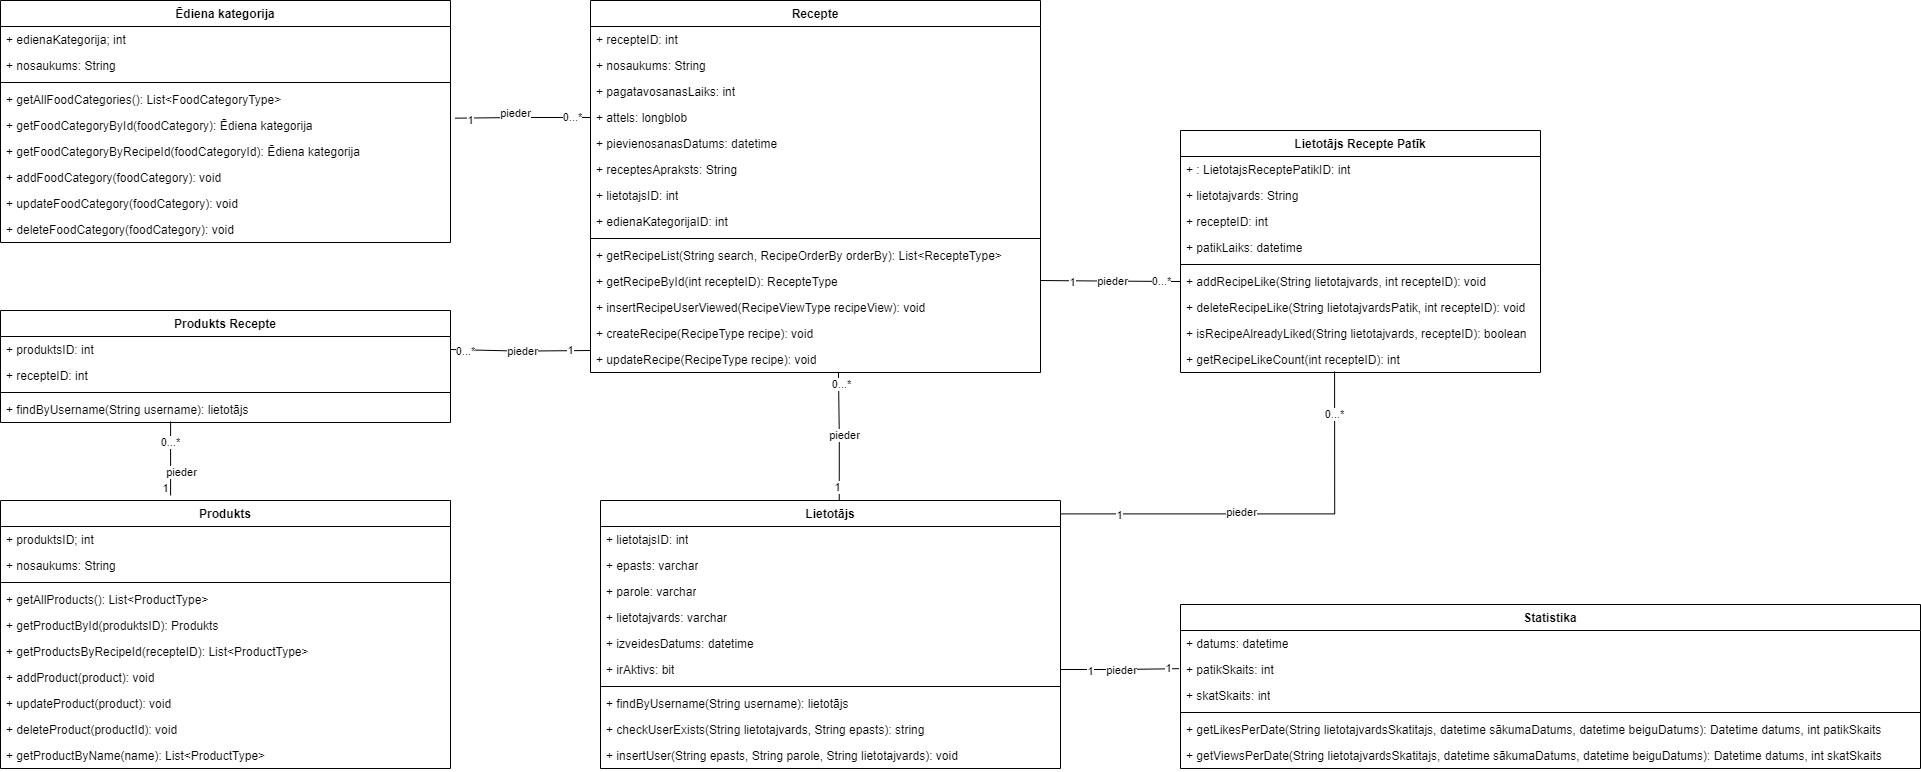 Ēdiena kategorija
+ edienaKategorija; int
+ nosaukums: String
+ getAllFoodCategories(): List<FoodCategoryType>
+ getFoodCategoryById(foodCategory): Ēdiena kategorija
+ getFoodCategoryByRecipeId(foodCategoryId): Ēdiena kategorija
+ addFoodCategory(foodCategory): void
+ updateFoodCategory(foodCategory): void
+ deleteFoodCategory(foodCategory): void
1
pieder
0...*
Recepte
+ recepteID: int
+ nosaukums: String
+ pagatavosanasLaiks: int
+ attels: longblob
+ pievienosanasDatums: datetime
+ receptesApraksts: String
+ lietotajsID: int
+ edienaKategorijaID: int
+ getRecipeList(String search, RecipeOrderBy orderBy): List<RecepteType>
+ getRecipeById(int recepteID): RecepteType
+ insertRecipeUserViewed(RecipeViewType recipeView): void
+ createRecipe(RecipeType recipe): void
+ updateRecipe(RecipeType recipe): void
1
pieder
0...*
Lietotājs Recepte Patīk
+ : LietotajsReceptePatikID: int
+ lietotajvards: String
+ recepteID: int
+ patikLaiks: datetime
+ addRecipeLike(String lietotajvards, int recepteID): void
+ deleteRecipeLike(String lietotajvardsPatik, int recepteID): void
+ isRecipeAlreadyLiked(String lietotajvards, recepteID): boolean
+ getRecipeLikeCount(int recepteID): int
Produkts Recepte
+ produktsID: int
+ recepteID: int
+ findByUsername(String username): lietotājs
0...*
pieder
1
0...*
pieder
1
0...*
pieder
1
0...*
pieder
1
Produkts
+ produktsID; int
+ nosaukums: String
+ getAllProducts(): List<ProductType>
+ getProductById(produktsID): Produkts
+ getProductsByRecipeId(recepteID): List<ProductType>
+ addProduct(product): void
+ updateProduct(product): void
+ deleteProduct(productId): void
+ getProductByName(name): List<ProductType>
Lietotājs
+ lietotajsID: int
+ epasts: varchar
+ parole: varchar
+ lietotajvards: varchar
+ izveidesDatums: datetime
+ irAktivs: bit
+ findByUsername(String username): lietotājs
+ checkUserExists(String lietotajvards, String epasts): string
+ insertUser(String epasts, String parole, String lietotajvards): void
1
pieder
1
Statistika
+ datums: datetime
+ patikSkaits: int
+ skatSkaits: int
+ getLikesPerDate(String lietotajvardsSkatitajs, datetime sākumaDatums, datetime beiguDatums): Datetime datums, int patikSkaits
+ getViewsPerDate(String lietotajvardsSkatitajs, datetime sākumaDatums, datetime beiguDatums): Datetime datums, int skatSkaits